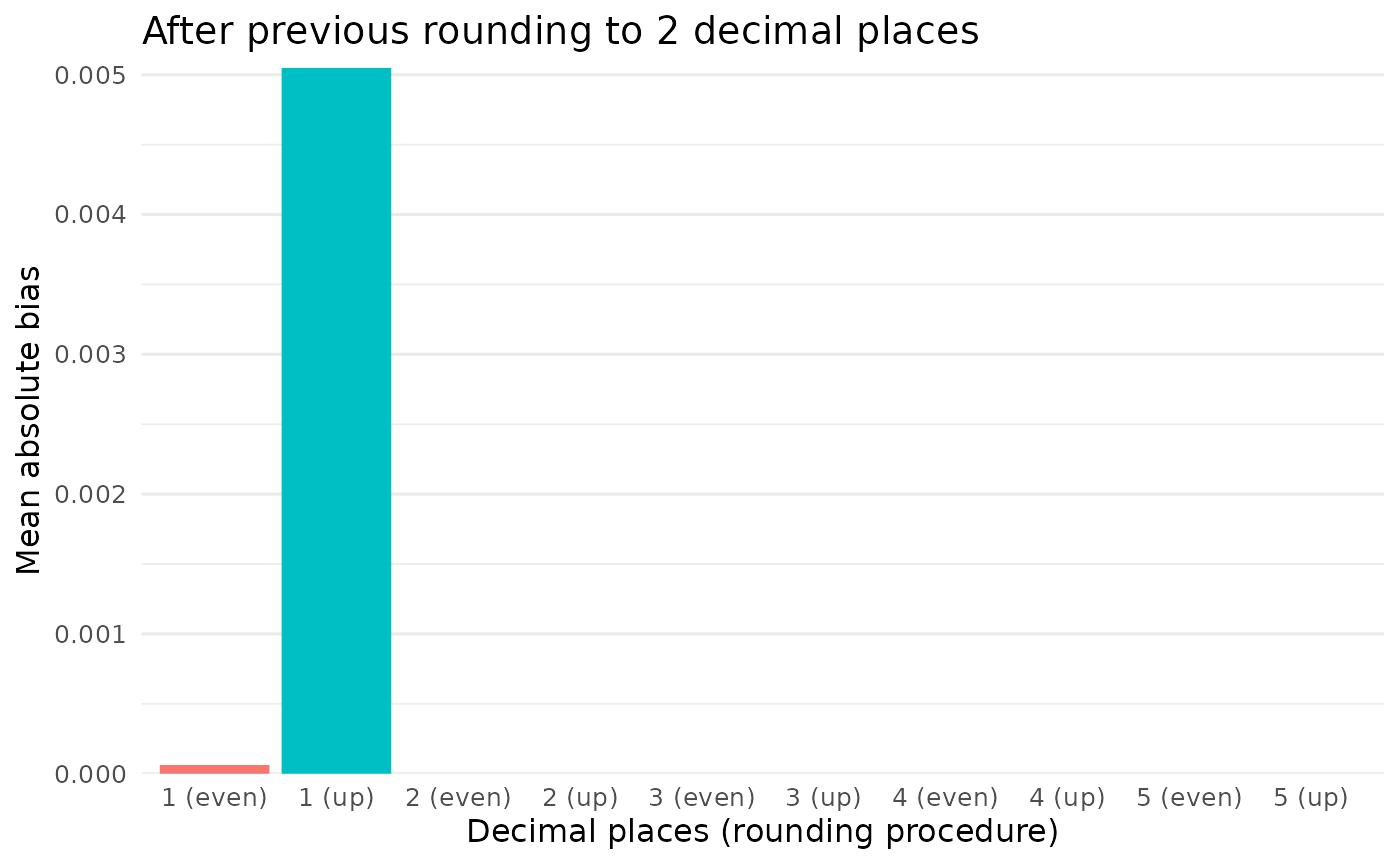 After previous rounding to 2 decimal places
Mean absolute bias
0.005
0.004
0.003
0.002
0.001
0.000
1 (even) 1 (up) 2 (even) 2 (up) 3 (even) 3 (up) 4 (even) 4 (up) 5 (even) 5 (up)
Decimal places (rounding procedure)